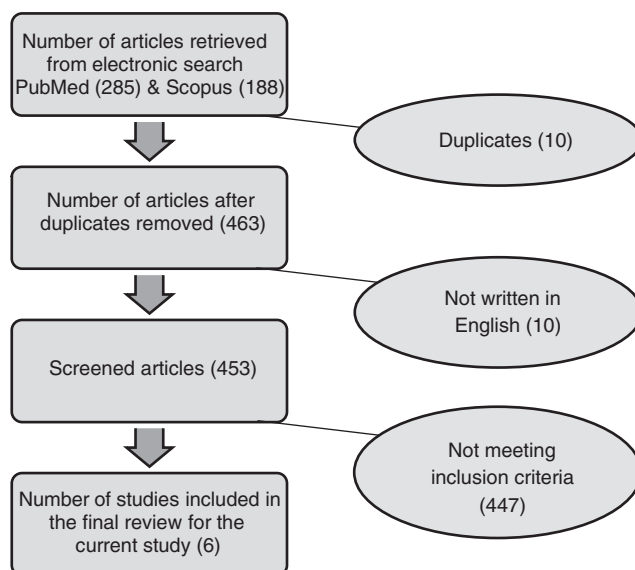 Number of articles retrieved
from electronic search
PubMed (285) & Scopus (188)
Duplicates (10)
Number of articles after
duplicates removed (463)
Not written in
English (10)
Screened articles (453)
Not meeting
inclusion criteria
(447)
Number of studies included in
the final review for the
current study (6)